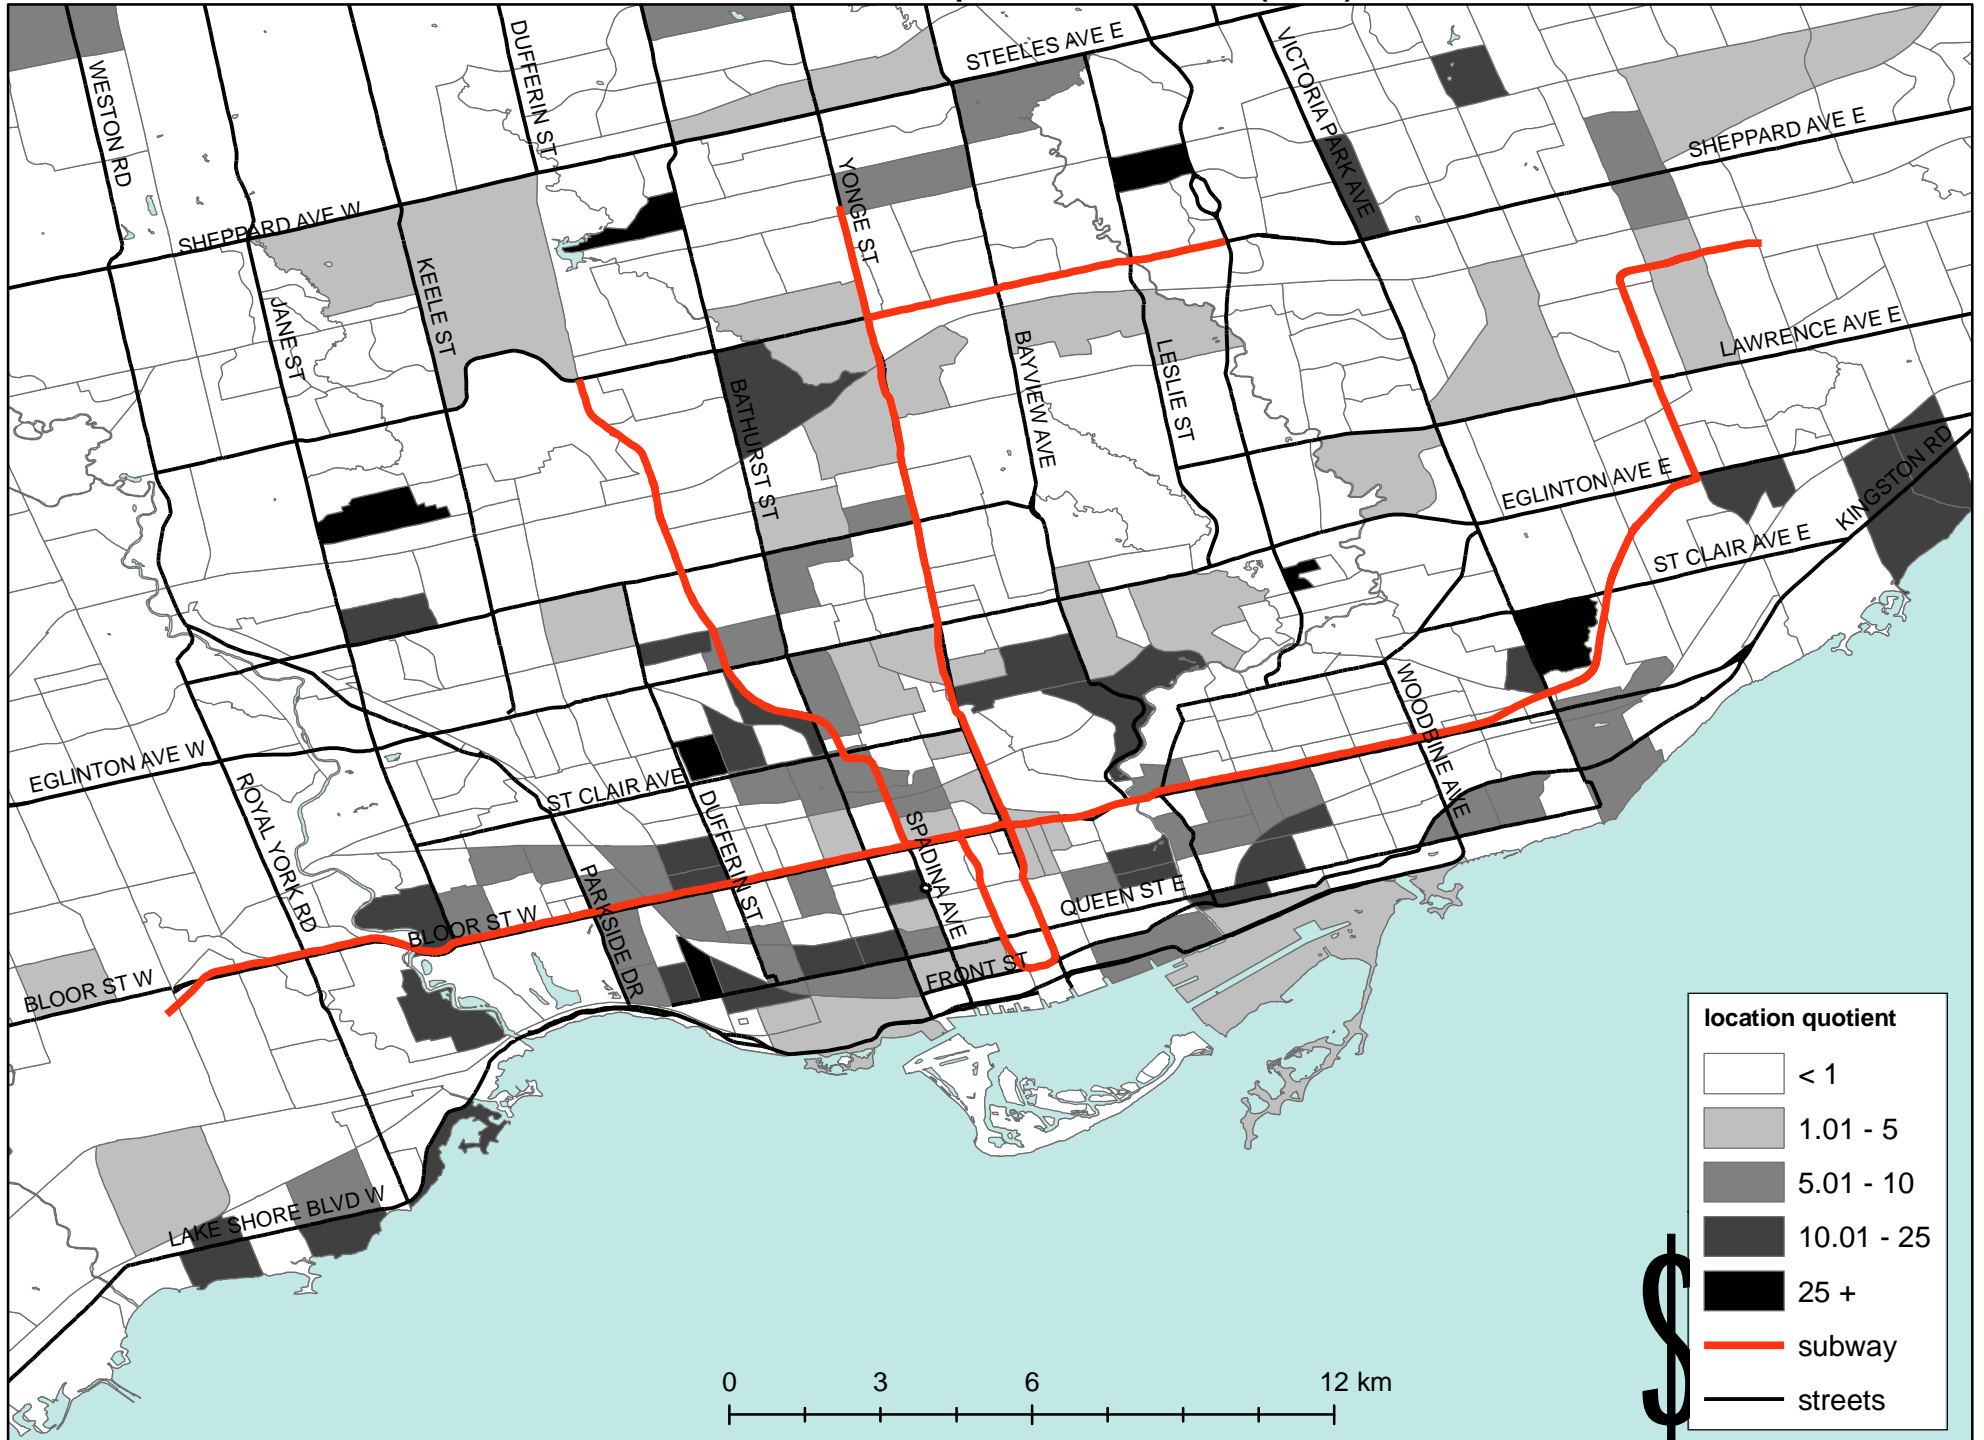 STEELES AVE E
DUFFERIN ST
VICTORIA PARK AVE
WESTON RD
SHEPPARD AVE E
YONGE ST
SHEPPARD AVE W
KEELE ST
JANE ST
BAYVIEW AVE
LESLIE ST
LAWRENCE AVE E
BATHURST ST
EGLINTON AVE E
KINGSTON RD
ST CLAIR AVE E
WOODBINE AVE
EGLINTON AVE W
ROYAL YORK RD
ST CLAIR AVE
DUFFERIN ST
SPADINA AVE
PARKSIDE DR
QUEEN ST E
BLOOR ST W
BLOOR ST W
FRONT ST
LAKE SHORE BLVD W
location quotient
< 1
1.01 - 5
5.01 - 10
10.01 - 25
25 +
subway
streets
0 3 6 12 km
$